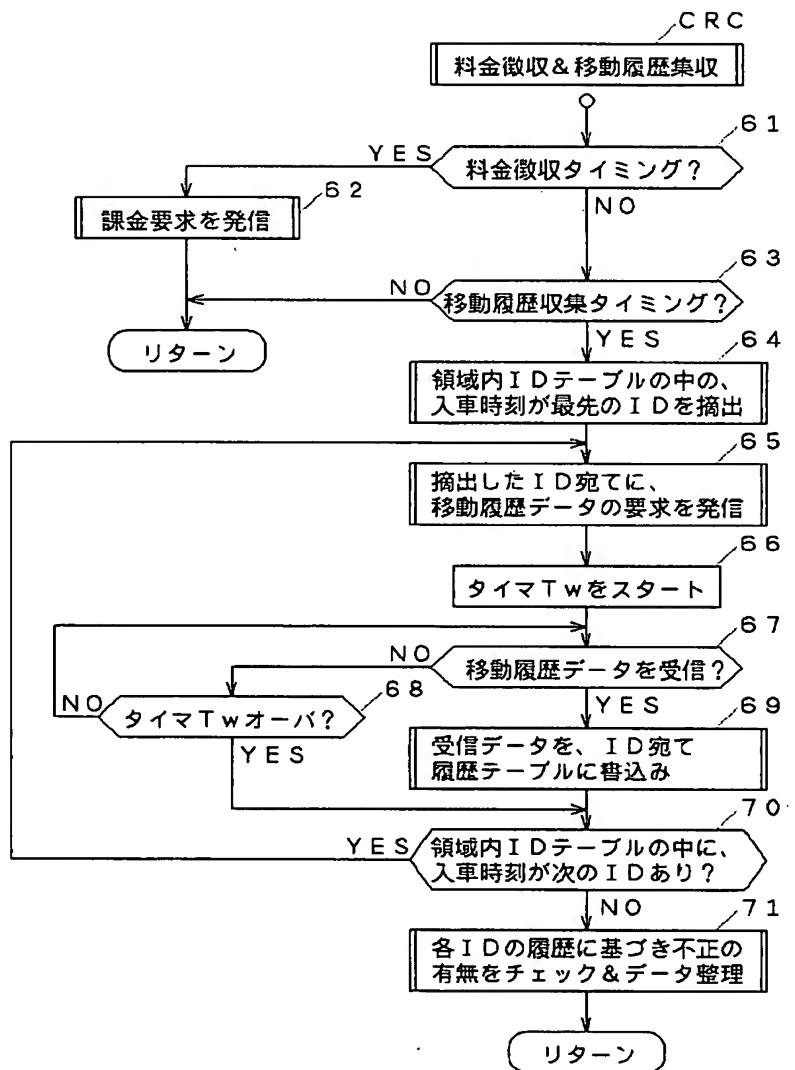 CRC
料金徴収&移動履歴集収
61
YES
料金徴収タイミング?
62
NO
課金要求を発信
63
NO
移動履歴収集タイミング?
リターン
YES
64
領域内IDテーブルの中の、
入車時刻が最先のIDを摘出
65
摘出したID宛てに、
移動履歴データの要求を発信
66
タイマTwをスタート
67
NO
移動履歴データを受信?
68
NO
タイマTwオーバ?
YES
69
YES
受信データを、ID宛て
履歴テーブルに書込み
70
YES
領域内IDテーブルの中に、
入車時刻が次のIDあり?
NO
71
各IDの履歴に基づき不正の
有無をチェック&データ整理
リターン